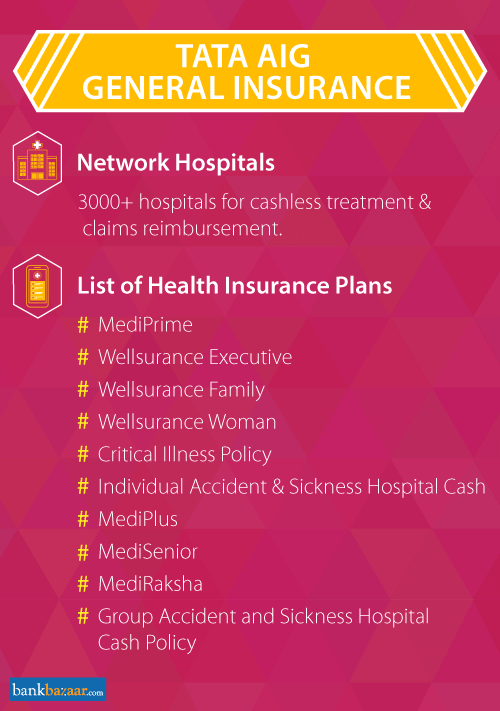 TATA AIG
GENERAL INSURANCE
Network Hospitals
3000+ hospitals for cashless treatment &
claims reimbursement.
List of Health Insurance Plans
# MediPrime
# Wellsurance Executive
# Wellsurance Family
# Wellsurance Woman
# Critical Illness Policy
# Individual Accident & Sickness Hospital Cash
# MediPlus
# MediSenior
# MediRaksha
# Group Accident and Sickness Hospital
Cash Policy
bankbazaar.com